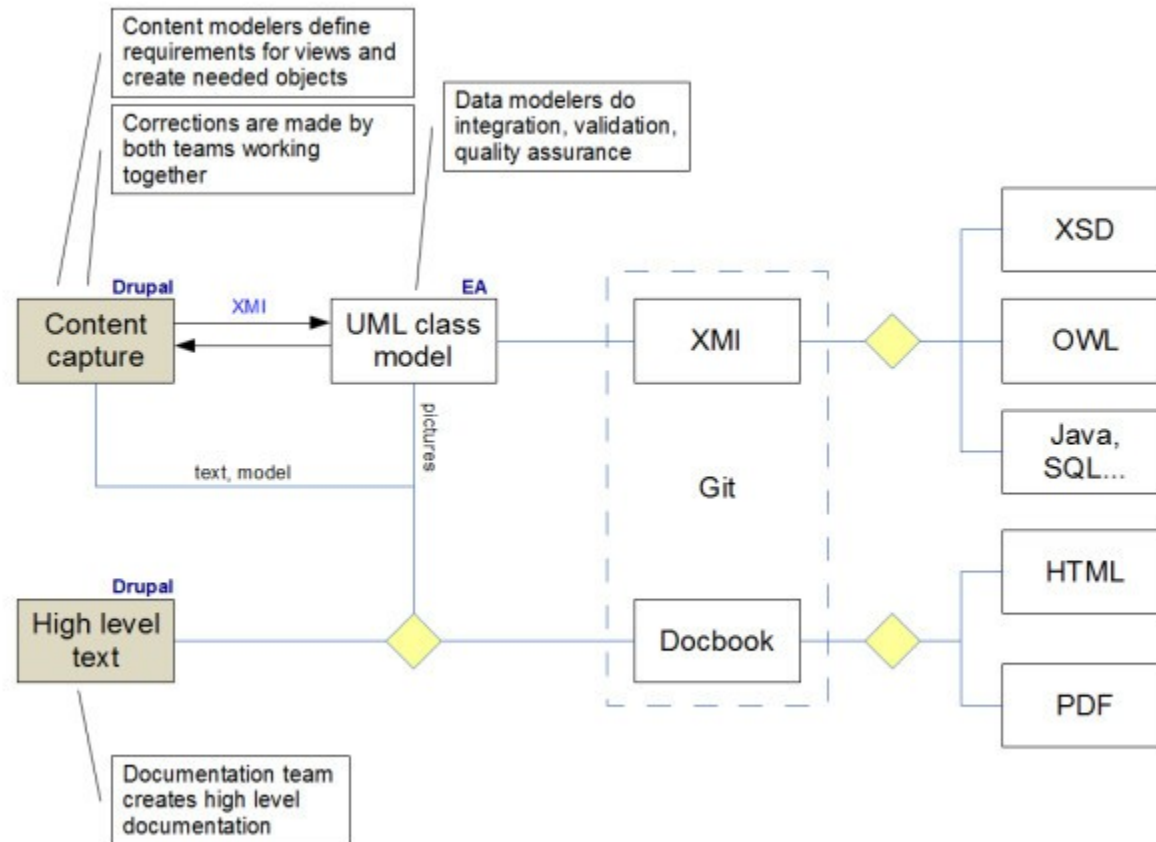 Content modelers define
requirements for views and
create needed objects
Corrections are made by
both teams working
together
Data modelers do
integration, validation,
quality assurance
Drupal
Content
capture
XMI
EA
UML class
model
XMI
XSD
OWL
Java,
SQL...
pictures
text, model
Git
Drupal
High level
text
Docbook
HTML
PDF
Documentation team
creates high level
documentation